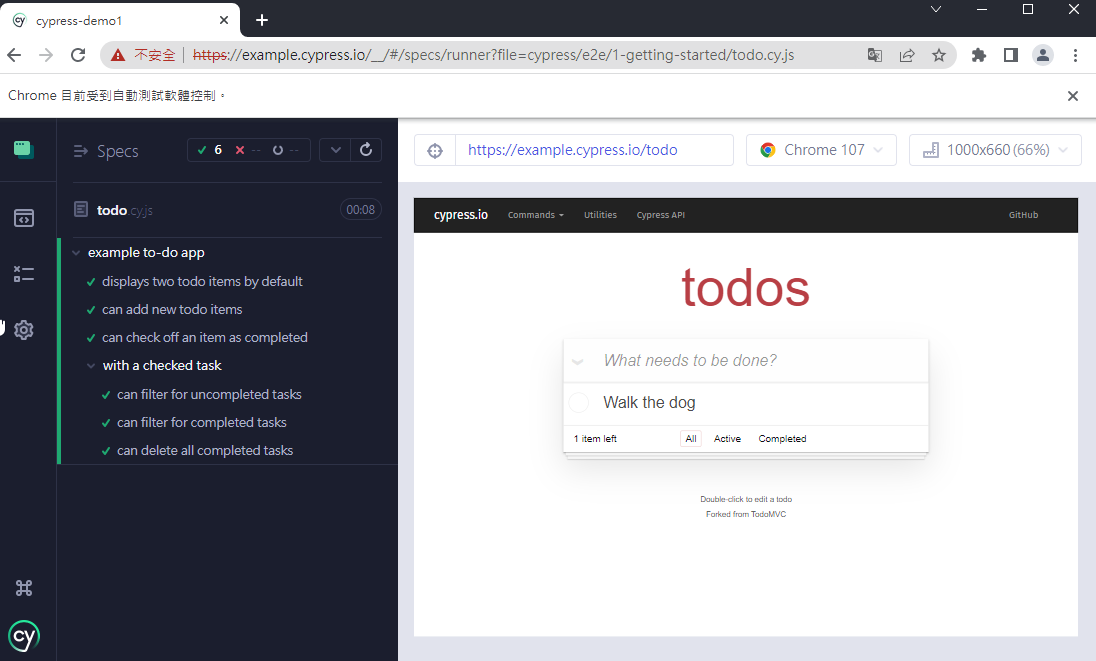 cypress-demo1
不安全 https://example.cypress.io/__/#/specs/runner?file=cypress/e2e/1-getting-started/todo.cy.js
Chrome 目前受到自動測試軟體控制。
Specs 6 -- --
https://example.cypress.io/todo Chrome 107 1000x660 (66%)
todo.cy.js 00:08
example to-do app
displays two todo items by default
can add new todo items
can check off an item as completed
with a checked task
can filter for uncompleted tasks
can filter for completed tasks
can delete all completed tasks
cy
cypress.io Commands Utilities Cypress API GitHub
todos
What needs to be done?
Walk the dog
1 item left All Active Completed
Double-click to edit a todo
Forked from TodoMVC